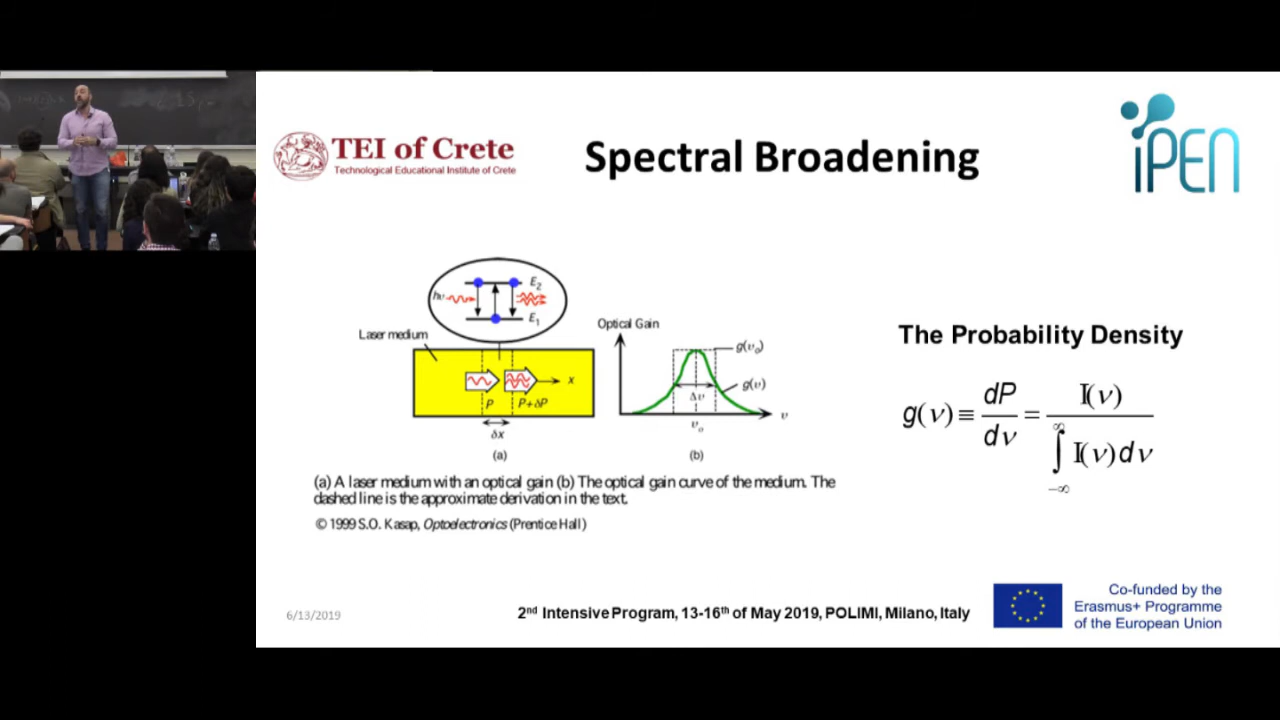 TEI of Crete
Technological Educational Institute of Crete
Spectral Broadening
iPEN
hυ
E₂
E₁
Laser medium
x
P
P+δP
δx
(a)
Optical Gain
g(υₒ)
g(υ)
Δυ
υ
υₒ
(b)
(a) A laser medium with an optical gain (b) The optical gain curve of the medium. The
dashed line is the approximate derivation in the text.
© 1999 S.O. Kasap, Optoelectronics (Prentice Hall)
The Probability Density
g(ν) ≡ dP/dν = I(ν) / ∫_{-∞}^{∞} I(ν)dν
6/13/2019
2nd Intensive Program, 13-16th of May 2019, POLIMI, Milano, Italy
Co-funded by the
Erasmus+ Programme
of the European Union